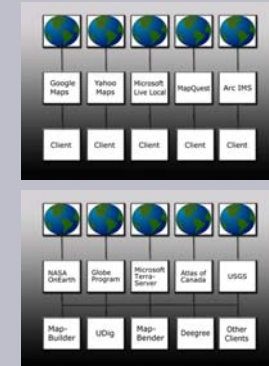 Google
Maps
Yahoo
Maps
Microsoft
Live Local
MapQuest
Arc IMS
Client
Client
Client
Client
Client
NASA
OnEarth
Globe
Program
Microsoft
Terra-
Server
Atlas of
Canada
USGS
Map-
Builder
UDig
Map-
Bender
Deegree
Other
Clients